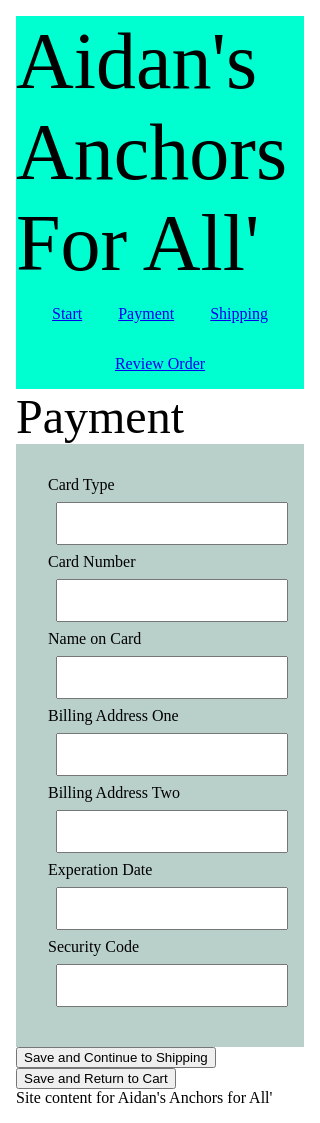 Aidan's
Anchors
For All'
Start Payment Shipping
Review Order
Payment
Card Type
Card Number
Name on Card
Billing Address One
Billing Address Two
Experation Date
Security Code
Save and Continue to Shipping
Save and Return to Cart
Site content for Aidan's Anchors for All'